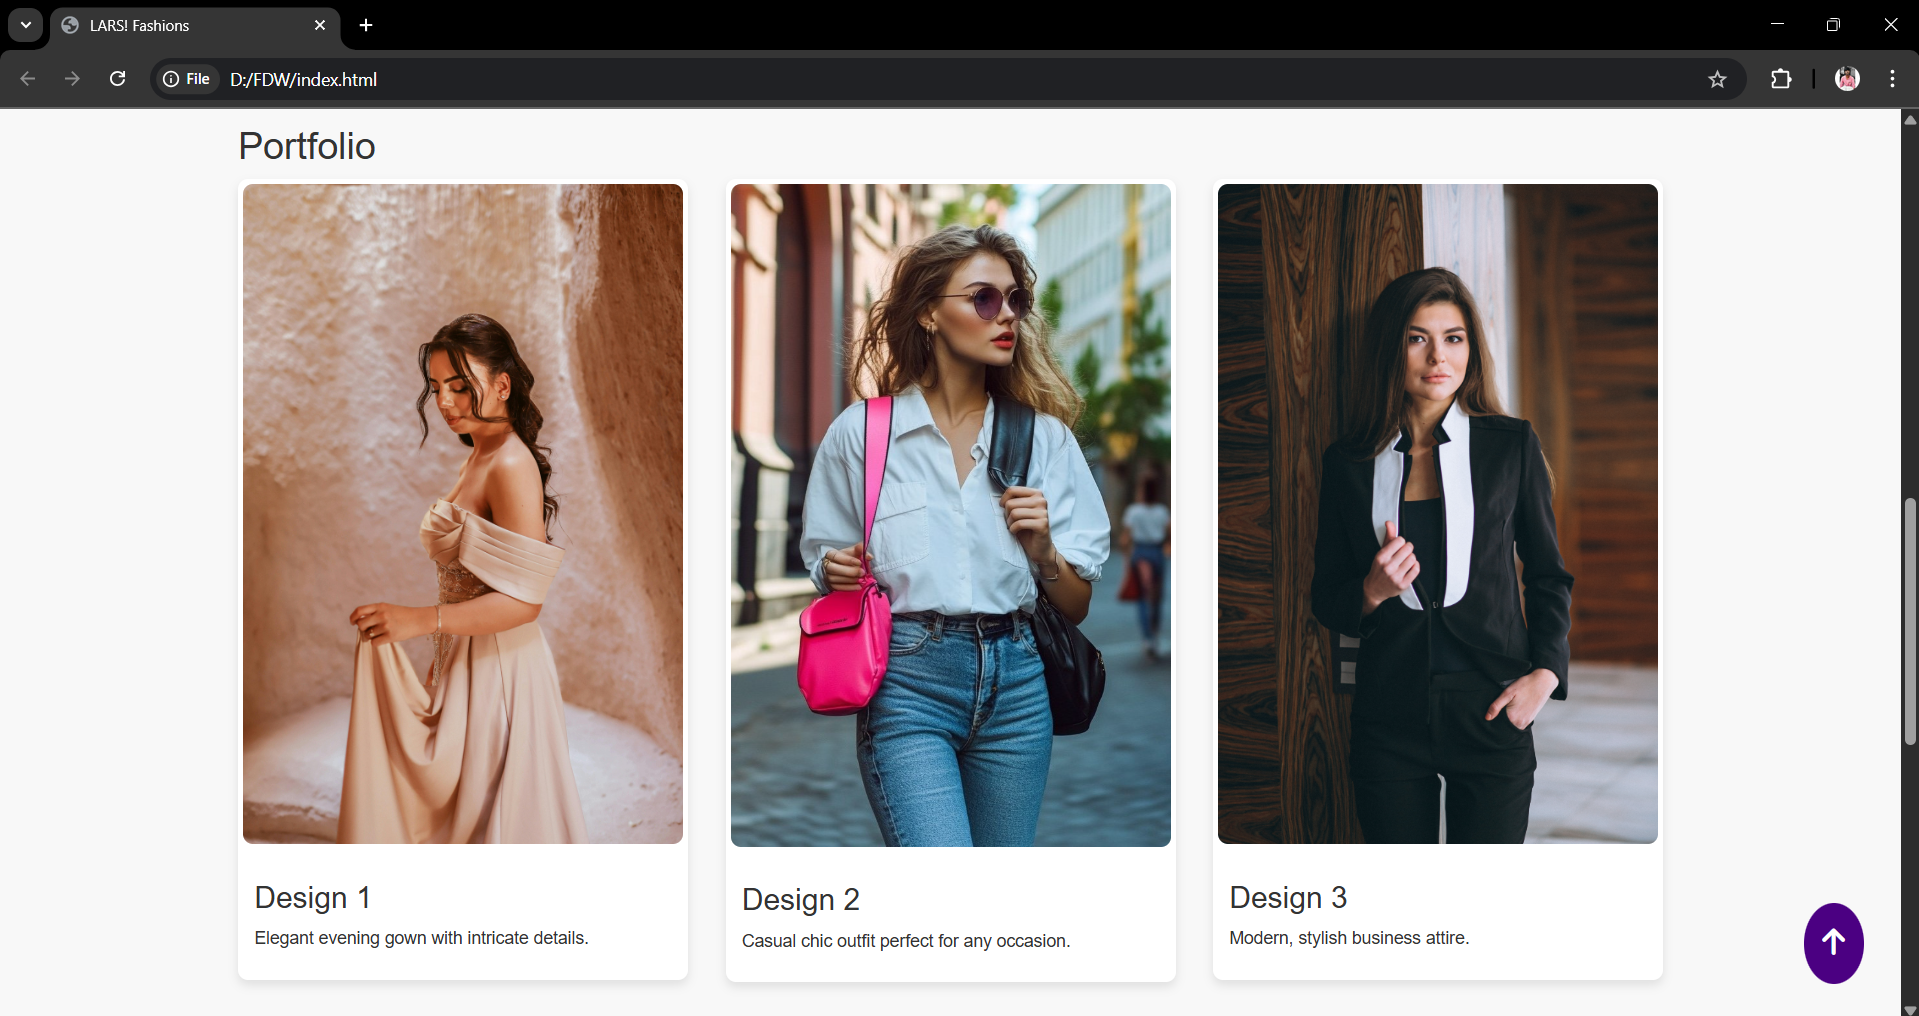 LARS! Fashions
File
D:/FDW/index.html
Portfolio
Design 1
Elegant evening gown with intricate details.
Design 2
Casual chic outfit perfect for any occasion.
Design 3
Modern, stylish business attire.